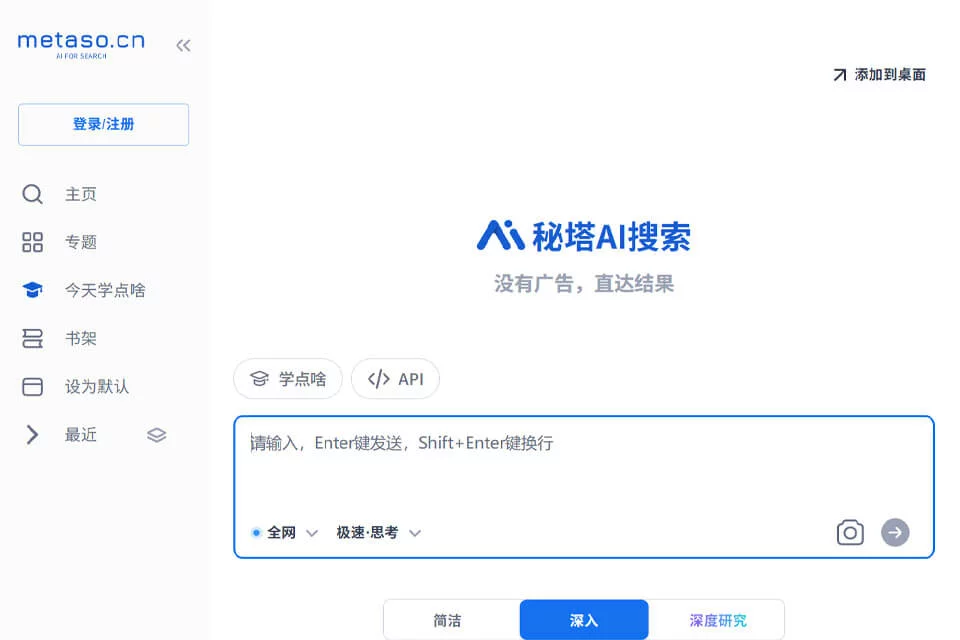 metaso.cn
AI FOR SEARCH
登录/注册
主页
专题
今天学点啥
书架
设为默认
最近
添加到桌面
秘塔AI搜索
没有广告，直达结果
学点啥
API
请输入，Enter键发送，Shift+Enter键换行
全网
极速·思考
简洁
深入
深度研究